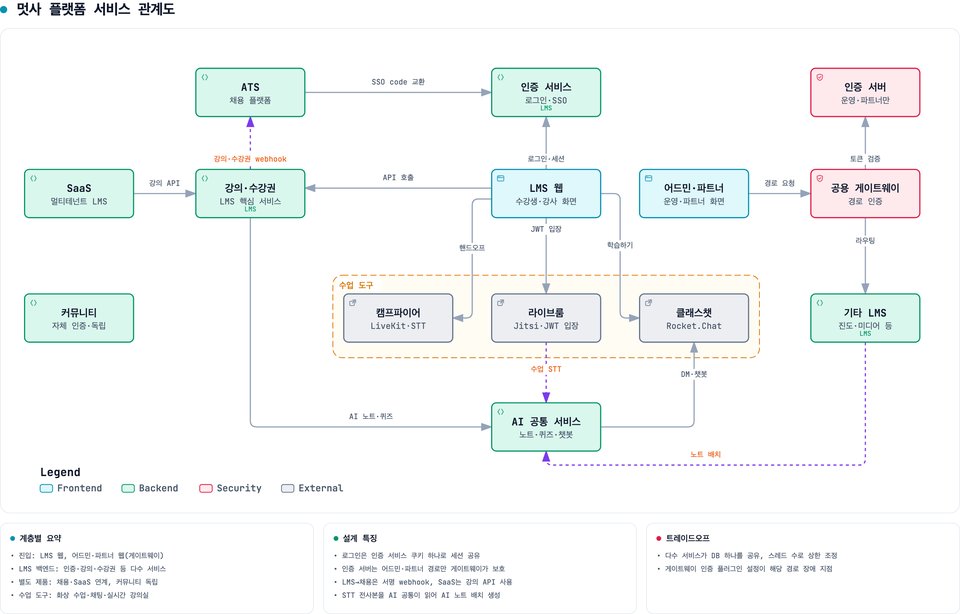 멋사 플랫폼 서비스 관계도
ATS
채용 플랫폼
SSO code 교환
인증 서비스
로그인·SSO
LMS
인증 서버
운영·파트너만
강의·수강권 webhook
로그인·세션
토큰 검증
SaaS
멀티테넌트 LMS
강의 API
강의·수강권
LMS 핵심 서비스
LMS
API 호출
LMS 웹
수강생·강사 화면
어드민·파트너
운영·파트너 화면
경로 요청
공용 게이트웨이
경로 인증
핸드오프
JWT 입장
학습하기
라우팅
수업 도구
커뮤니티
자체 인증·독립
캠프파이어
LiveKit·STT
라이브룸
Jitsi·JWT 입장
클래스챗
Rocket.Chat
기타 LMS
진도·미디어 등
LMS
수업 STT
DM·챗봇
AI 노트·퀴즈
AI 공통 서비스
노트·퀴즈·챗봇
노트 배치
Legend
Frontend
Backend
Security
External
계층별 요약
• 진입: LMS 웹, 어드민·파트너 웹(게이트웨이)
• LMS 백엔드: 인증·강의·수강권 등 다수 서비스
• 별도 제품: 채용·SaaS 연계, 커뮤니티 독립
• 수업 도구: 화상 수업·채팅·실시간 강의실
설계 특징
• 로그인은 인증 서비스 쿠키 하나로 세션 공유
• 인증 서버는 어드민·파트너 경로만 게이트웨이가 보호
• LMS→채용은 서명 webhook, SaaS는 강의 API 사용
• STT 전사본을 AI 공통이 읽어 AI 노트 배치 생성
트레이드오프
• 다수 서비스가 DB 하나를 공유, 스레드 수로 상한 조정
• 게이트웨이 인증 플러그인 설정이 해당 경로 장애 지점